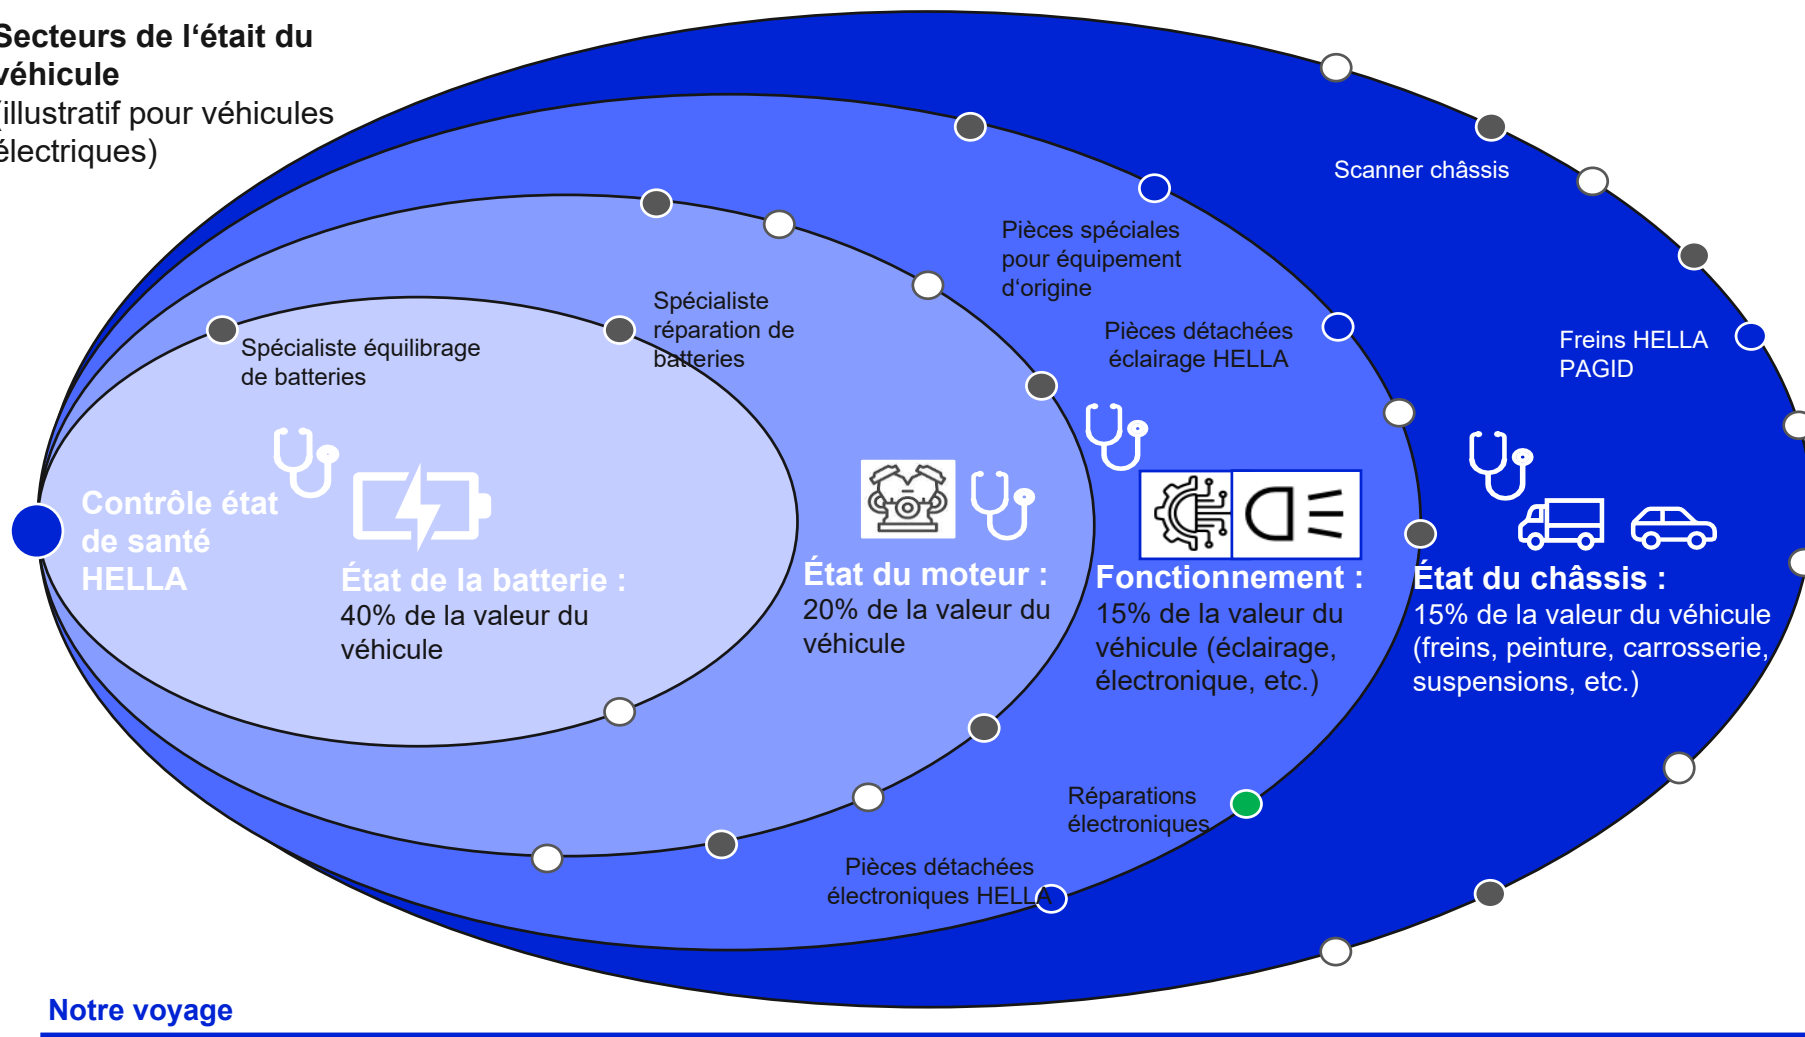 Secteurs de l‘était du
véhicule
(illustratif pour véhicules
électriques)
Scanner châssis
Pièces spéciales
pour équipement
d‘origine
Spécialiste
réparation de
batteries
Pièces détachées
éclairage HELLA
Freins HELLA
PAGID
Spécialiste équilibrage
de batteries
Contrôle état
de santé
HELLA
État de la batterie :
40% de la valeur du
véhicule
État du moteur :
20% de la valeur du
véhicule
Fonctionnement :
15% de la valeur du
véhicule (éclairage,
électronique, etc.)
État du châssis :
15% de la valeur du véhicule
(freins, peinture, carrosserie,
suspensions, etc.)
Réparations
électroniques
Pièces détachées
électroniques HELLA
Notre voyage